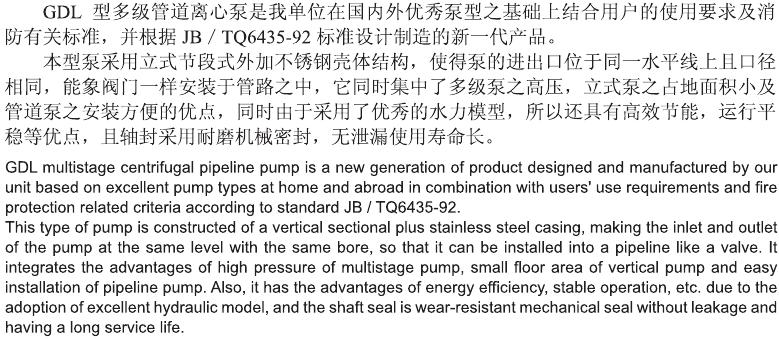 GDL 型多级管道离心泵是我单位在国内外优秀泵型之基础上结合用户的使用要求及消
防有关标准，并根据 JB / TQ6435-92 标准设计制造的新一代产品。
本型泵采用立式节段式外加不锈钢壳体结构，使得泵的进出口位于同一水平线上且口径
相同，能象阀门一样安装于管路之中，它同时集中了多级泵之高压，立式泵之占地面积小及
管道泵之安装方便的优点，同时由于采用了优秀的水力模型，所以还具有高效节能，运行平
稳等优点，且轴封采用耐磨机械密封，无泄漏使用寿命长。
GDL multistage centrifugal pipeline pump is a new generation of product designed and manufactured by our
unit based on excellent pump types at home and abroad in combination with users' use requirements and fire
protection related criteria according to standard JB / TQ6435-92.
This type of pump is constructed of a vertical sectional plus stainless steel casing, making the inlet and outlet
of the pump at the same level with the same bore, so that it can be installed into a pipeline like a valve. It
integrates the advantages of high pressure of multistage pump, small floor area of vertical pump and easy
installation of pipeline pump. Also, it has the advantages of energy efficiency, stable operation, etc. due to the
adoption of excellent hydraulic model, and the shaft seal is wear-resistant mechanical seal without leakage and
having a long service life.